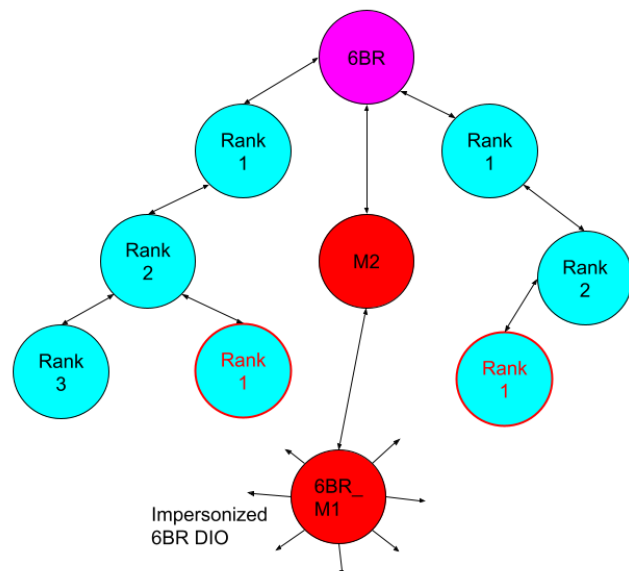 6BR
Rank
1
Rank
1
Rank
2
M2
Rank
2
Rank
3
Rank
1
Rank
1
6BR_
M1
Impersonized
6BR DIO